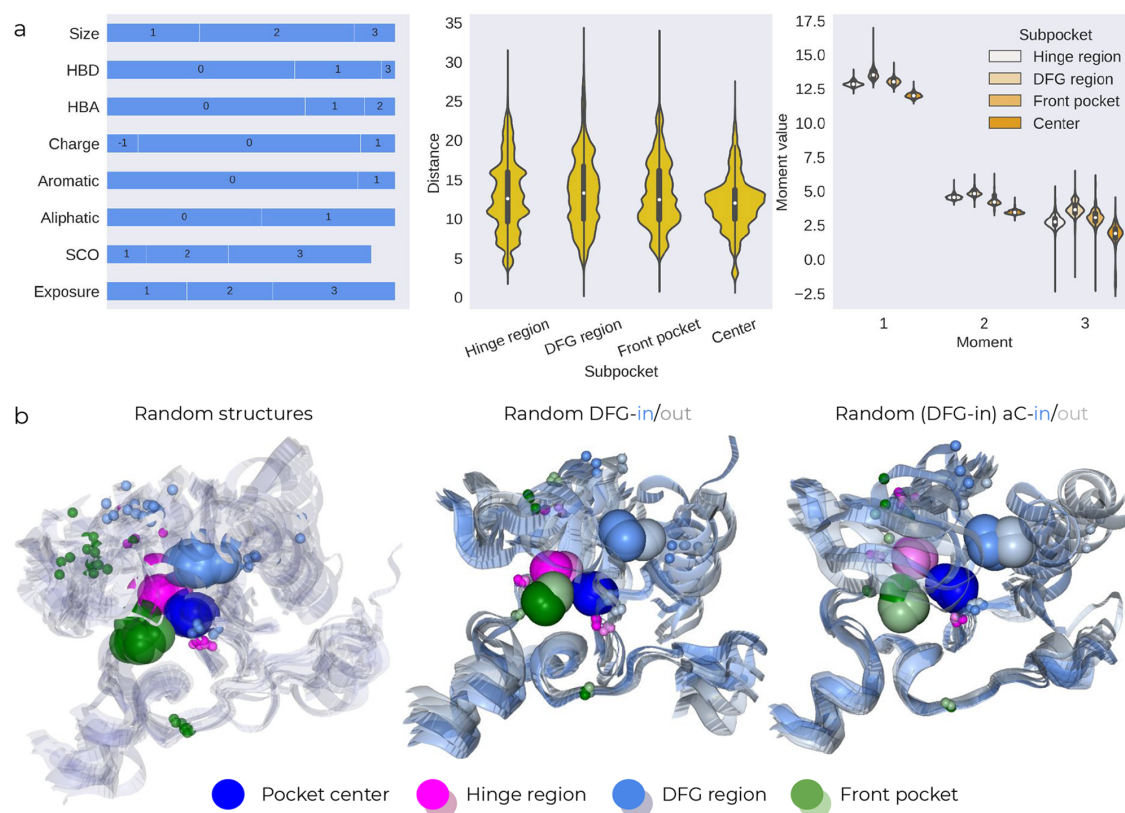 a
Size 1 2 3
HBD 0 1 3
HBA 0 1 2
Charge -1 0 1
Aromatic 0 1
Aliphatic 0 1
SCO 1 2 3
Exposure 1 2 3
Distance
35
30
25
20
15
10
5
0
Hinge region DFG region Front pocket Center
Subpocket
Moment value
17.5
15.0
12.5
10.0
7.5
5.0
2.5
0.0
−2.5
Subpocket
Hinge region
DFG region
Front pocket
Center
1 2 3
Moment
b
Random structures
Random DFG-in/out
Random (DFG-in) aC-in/out
Pocket center Hinge region DFG region Front pocket